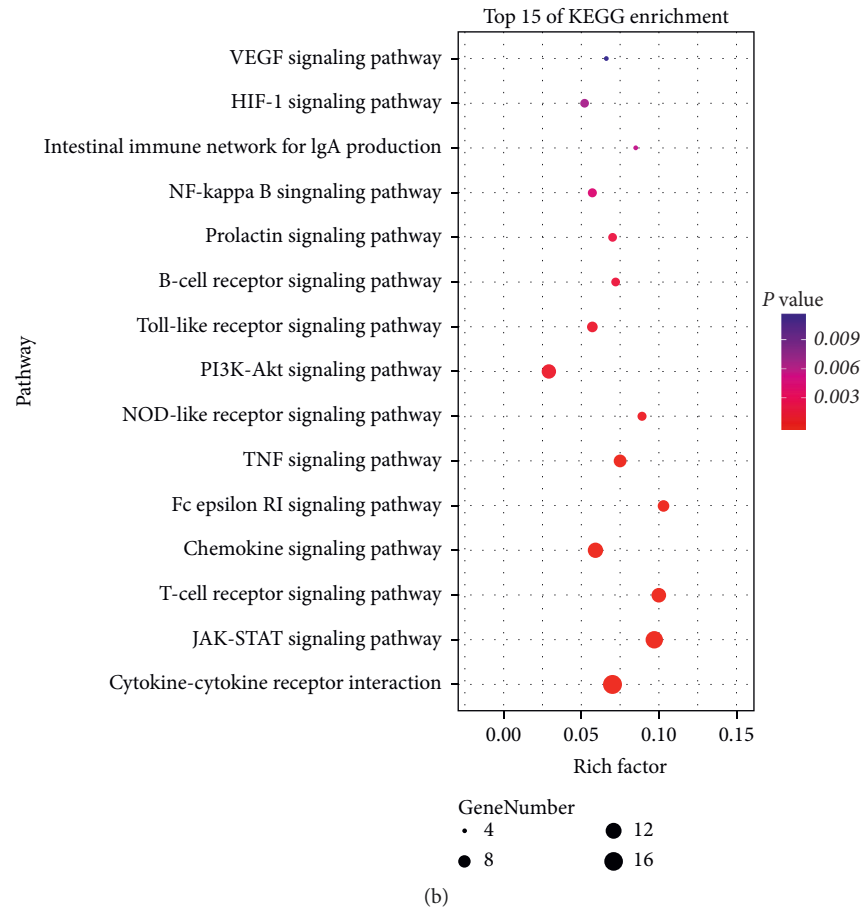 Top 15 of KEGG enrichment
VEGF signaling pathway
HIF-1 signaling pathway
Intestinal immune network for lgA production
NF-kappa B singnaling pathway
Prolactin signaling pathway
B-cell receptor signaling pathway
Toll-like receptor signaling pathway
PI3K-Akt signaling pathway
NOD-like receptor signaling pathway
TNF signaling pathway
Fc epsilon RI signaling pathway
Chemokine signaling pathway
T-cell receptor signaling pathway
JAK-STAT signaling pathway
Cytokine-cytokine receptor interaction
Pathway
P value
0.009
0.006
0.003
0.00 0.05 0.10 0.15
Rich factor
GeneNumber
4 12
8 16
(b)